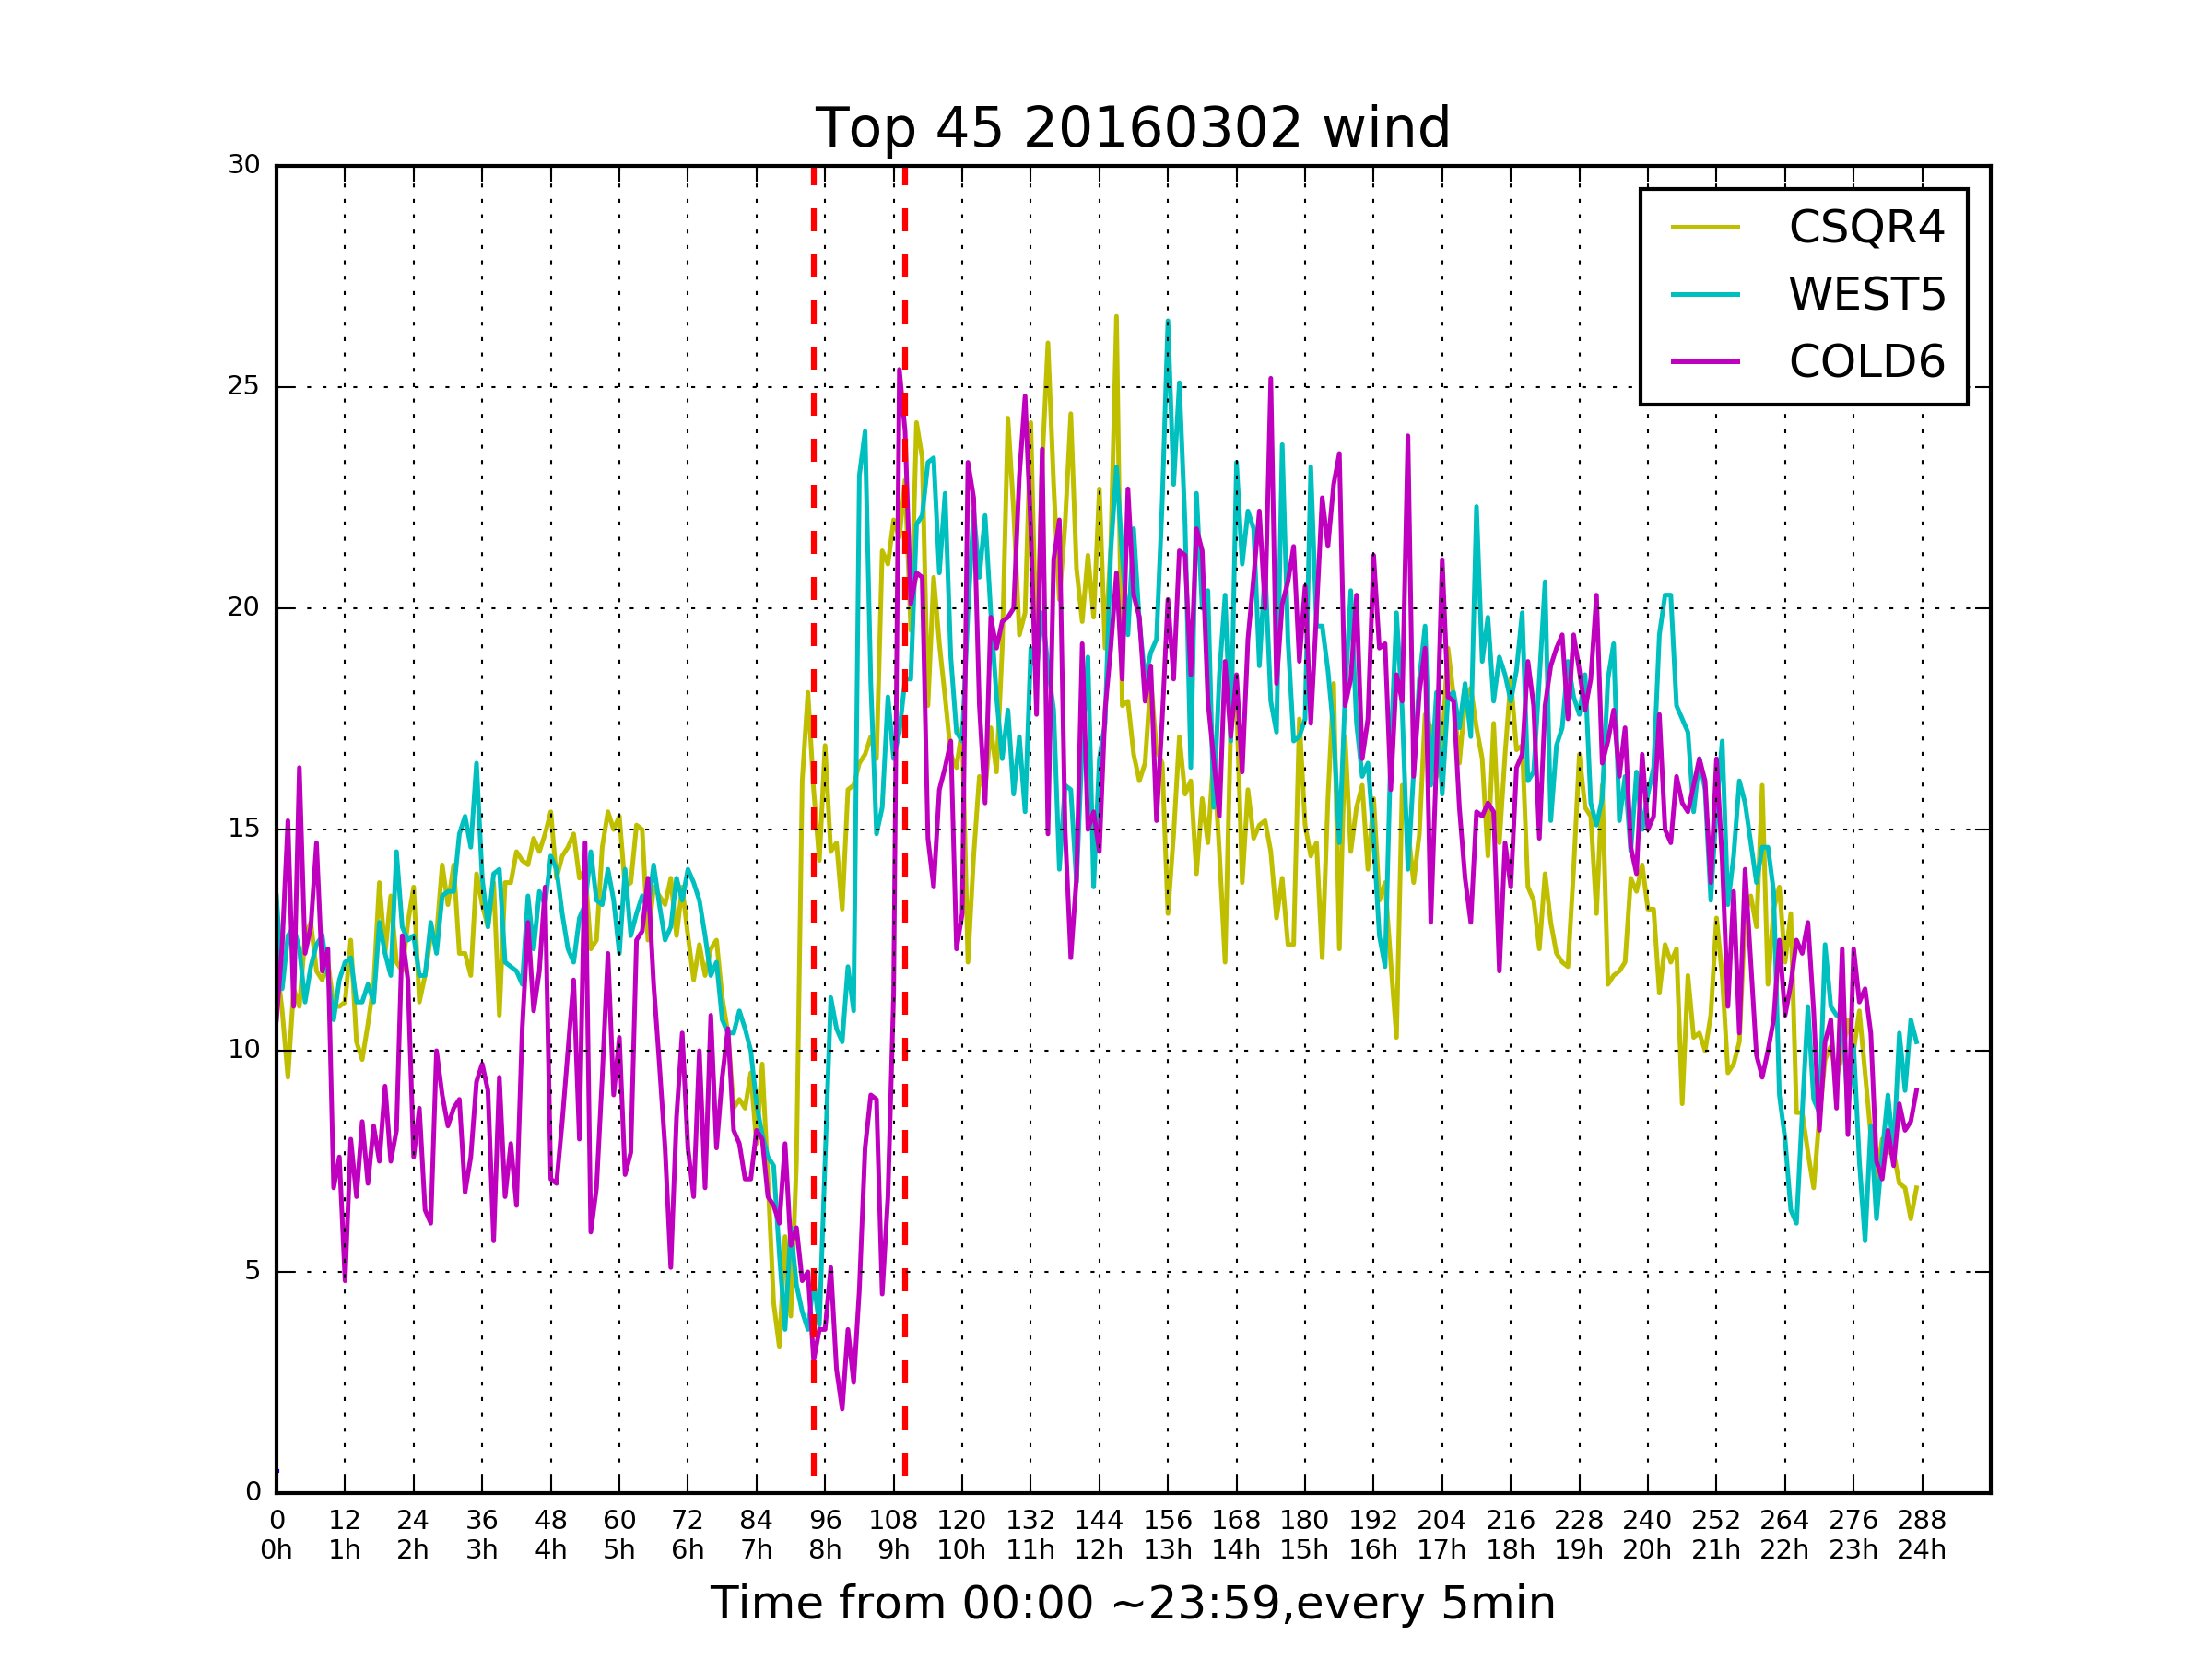 Top 45 20160302 wind
30
25
20
15
10
5
0
CSQR4
WEST5
COLD6
0 12 24 36 48 60 72 84 96 108 120 132 144 156 168 180 192 204 216 228 240 252 264 276 288
0h 1h 2h 3h 4h 5h 6h 7h 8h 9h 10h 11h 12h 13h 14h 15h 16h 17h 18h 19h 20h 21h 22h 23h 24h
Time from 00:00 ~23:59,every 5min